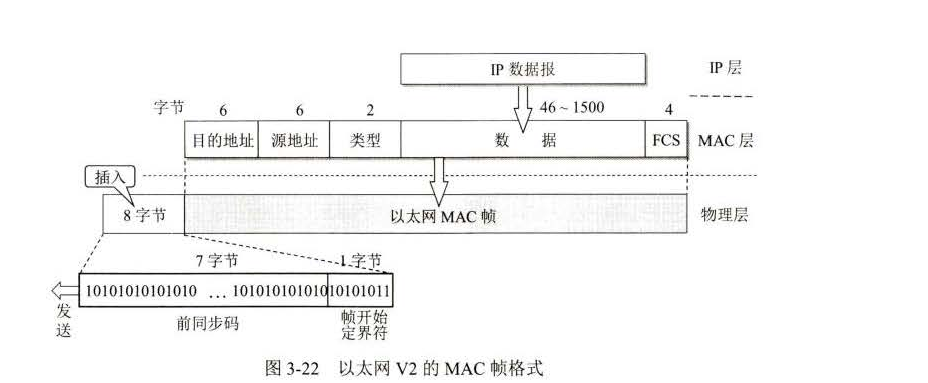 IP 数据报
IP 层
字节 6 6 2 46 ~ 1500 4
目的地址 源地址 类型 数 据 FCS MAC 层
插入
8 字节 以太网 MAC 帧 物理层
7 字节 1 字节
10101010101010 … 10101010101010101011
发送
前同步码
帧开始
定界符
图 3-22 以太网 V2 的 MAC 帧格式